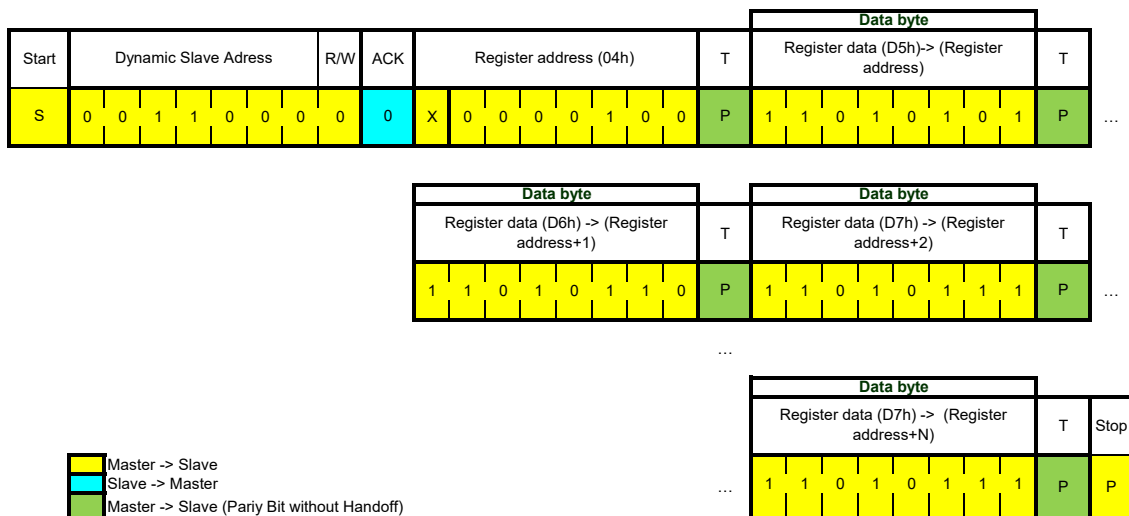 Data byte
Start Dynamic Slave Adress R/W ACK Register address (04h) T Register data (D5h)-> (Register address) T
S 0 0 1 1 0 0 0 0 0 X 0 0 0 0 1 0 0 P 1 1 0 1 0 1 0 1 P ...
Data byte Data byte
Register data (D6h) -> (Register address+1) T Register data (D7h) -> (Register address+2) T
1 1 0 1 0 1 1 0 P 1 1 0 1 0 1 1 1 P ...
...
Data byte
Register data (D7h) -> (Register address+N) T Stop
... 1 1 0 1 0 1 1 1 P P
Master -> Slave
Slave -> Master
Master -> Slave (Pariy Bit without Handoff)